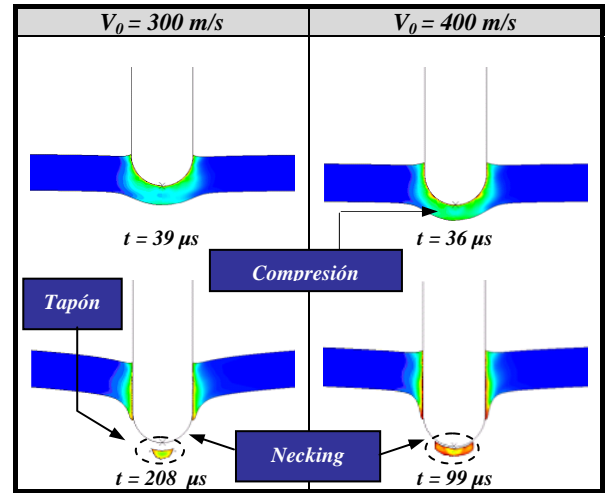 V0 = 300 m/s
V0 = 400 m/s
t = 39 µs
t = 36 µs
Compresión
Tapón
Necking
t = 208 µs
t = 99 µs